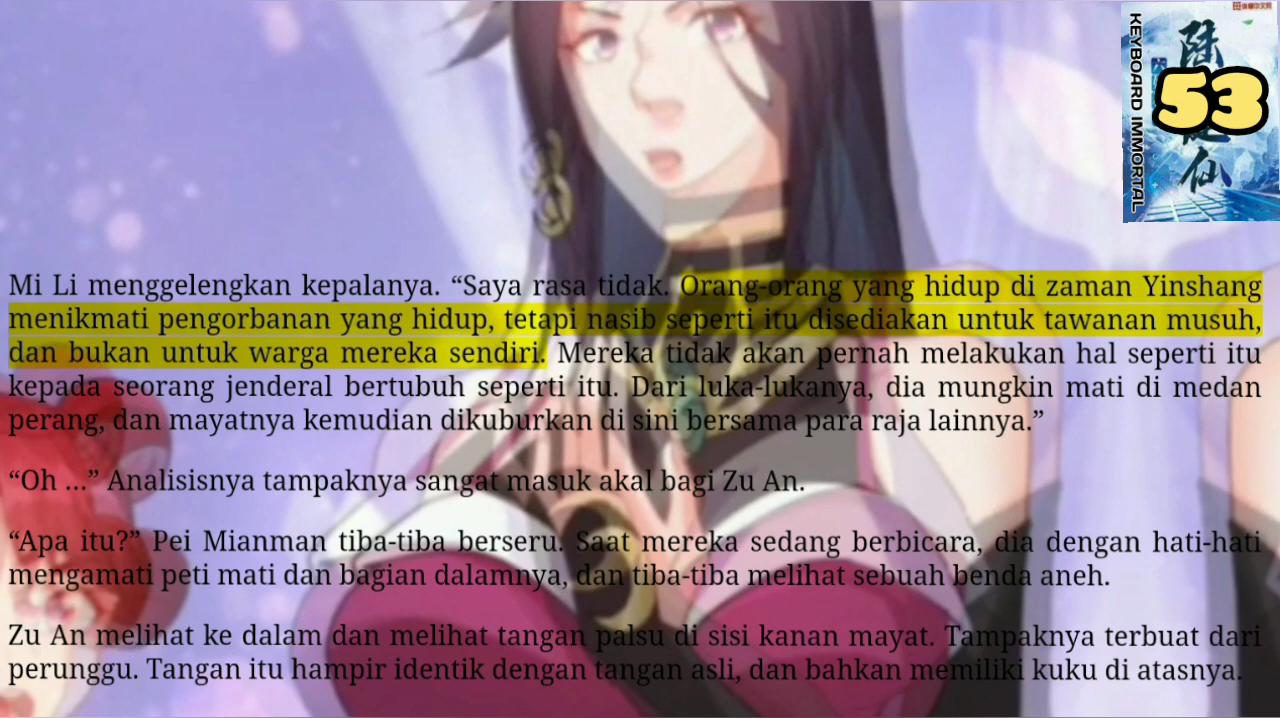 KEYBOARD IMMORTAL
53
Mi Li menggelengkan kepalanya. “Saya rasa tidak. Orang-orang yang hidup di zaman Yinshang
menikmati pengorbanan yang hidup, tetapi nasib seperti itu disediakan untuk tawanan musuh,
dan bukan untuk warga mereka sendiri. Mereka tidak akan pernah melakukan hal seperti itu
kepada seorang jenderal bertubuh seperti itu. Dari luka-lukanya, dia mungkin mati di medan
perang, dan mayatnya kemudian dikuburkan di sini bersama para raja lainnya.”
“Oh ...” Analisisnya tampaknya sangat masuk akal bagi Zu An.
“Apa itu?” Pei Mianman tiba-tiba berseru. Saat mereka sedang berbicara, dia dengan hati-hati
mengamati peti mati dan bagian dalamnya, dan tiba-tiba melihat sebuah benda aneh.
Zu An melihat ke dalam dan melihat tangan palsu di sisi kanan mayat. Tampaknya terbuat dari
perunggu. Tangan itu hampir identik dengan tangan asli, dan bahkan memiliki kuku di atasnya.